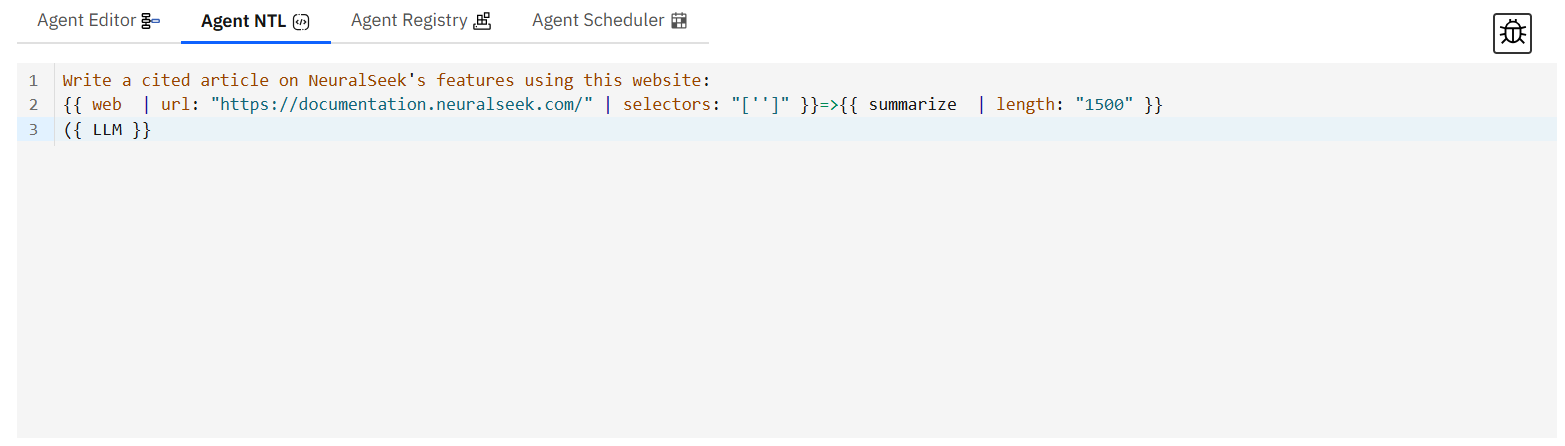 Agent Editor Agent NTL Agent Registry Agent Scheduler
1 Write a cited article on NeuralSeek's features using this website:
2 {{ web  | url: "https://documentation.neuralseek.com/" | selectors: "['']" }}=>{{ summarize  | length: "1500" }}
3 ({ LLM }}